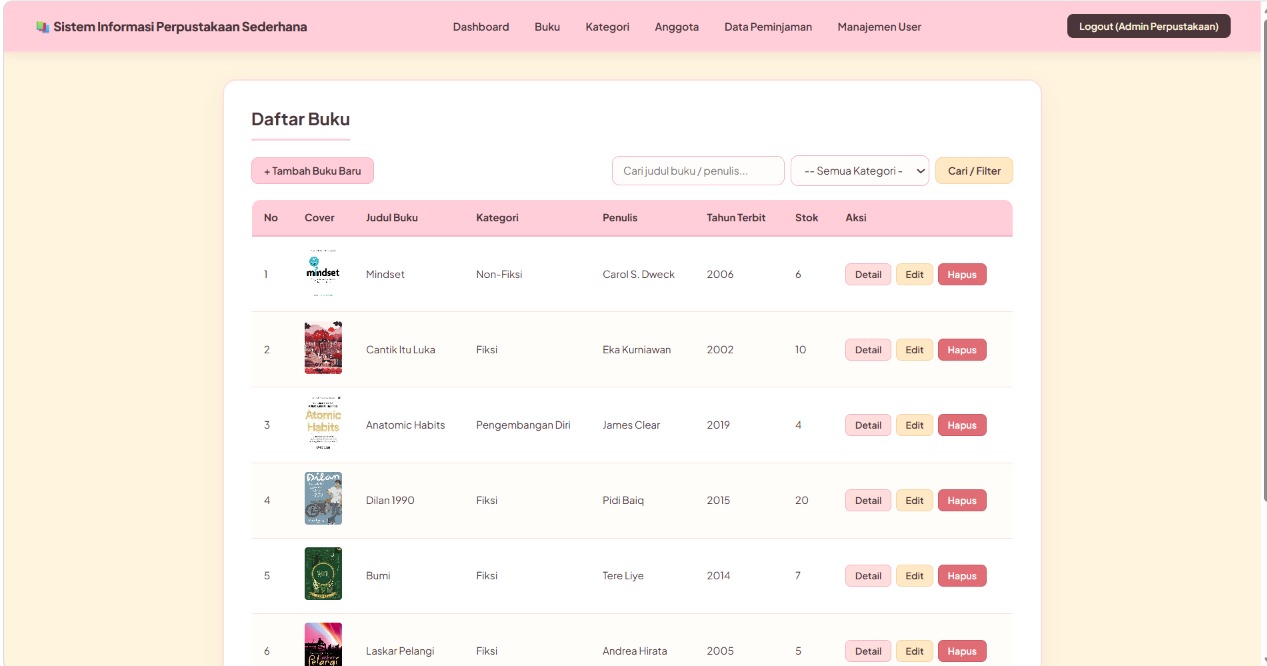 Sistem Informasi Perpustakaan Sederhana Dashboard Buku Kategori Anggota Data Peminjaman Manajemen User Logout (Admin Perpustakaan)
Daftar Buku
+ Tambah Buku Baru Cari judul buku / penulis... -- Semua Kategori - Cari / Filter
No Cover Judul Buku Kategori Penulis Tahun Terbit Stok Aksi
1 mindset Mindset Non-Fiksi Carol S. Dweck 2006 6 Detail Edit Hapus
2 Cantik Itu Luka Fiksi Eka Kurniawan 2002 10 Detail Edit Hapus
3 Atomic Habits Anatomic Habits Pengembangan Diri James Clear 2019 4 Detail Edit Hapus
4 Dilan Dilan 1990 Fiksi Pidi Baiq 2015 20 Detail Edit Hapus
5 Bumi Fiksi Tere Liye 2014 7 Detail Edit Hapus
6 Pelangi Laskar Pelangi Fiksi Andrea Hirata 2005 5 Detail Edit Hapus